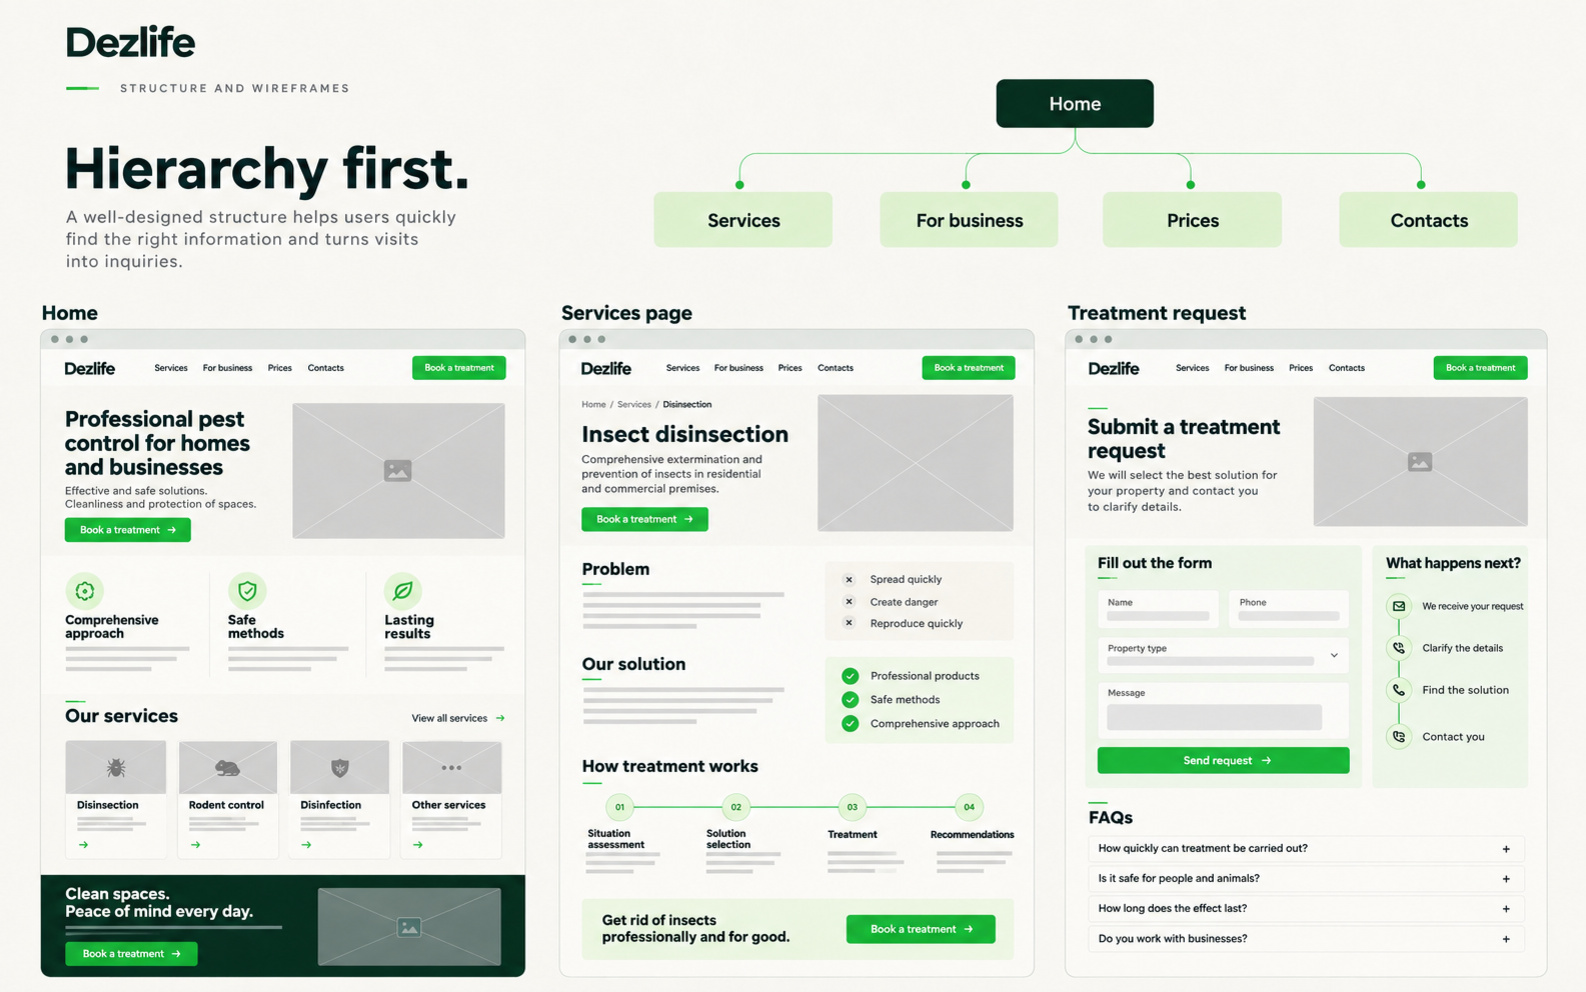 Dezlife
STRUCTURE AND WIREFRAMES
Hierarchy first.
A well-designed structure helps users quickly
find the right information and turns visits
into inquiries.
Home
Services
For business
Prices
Contacts
Home
Dezlife
Services
For business
Prices
Contacts
Book a treatment
Professional pest
control for homes
and businesses
Effective and safe solutions.
Cleanliness and protection of spaces.
Book a treatment →
Comprehensive
approach
Safe
methods
Lasting
results
Our services
View all services →
Disinsection
→
Rodent control
→
Disinfection
→
Other services
→
Clean spaces.
Peace of mind every day.
Book a treatment →
Services page
Dezlife
Services
For business
Prices
Contacts
Book a treatment
Home / Services / Disinsection
Insect disinsection
Comprehensive extermination and
prevention of insects in residential
and commercial premises.
Book a treatment →
Problem
Spread quickly
Create danger
Reproduce quickly
Our solution
Professional products
Safe methods
Comprehensive approach
How treatment works
01
02
03
04
Situation
assessment
Solution
selection
Treatment
Recommendations
Get rid of insects
professionally and for good.
Book a treatment →
Treatment request
Dezlife
Services
For business
Prices
Contacts
Book a treatment
Submit a treatment
request
We will select the best solution for
your property and contact you
to clarify details.
Fill out the form
Name
Phone
Property type
Message
Send request →
What happens next?
We receive your request
Clarify the details
Find the solution
Contact you
FAQs
How quickly can treatment be carried out? +
Is it safe for people and animals? +
How long does the effect last? +
Do you work with businesses? +